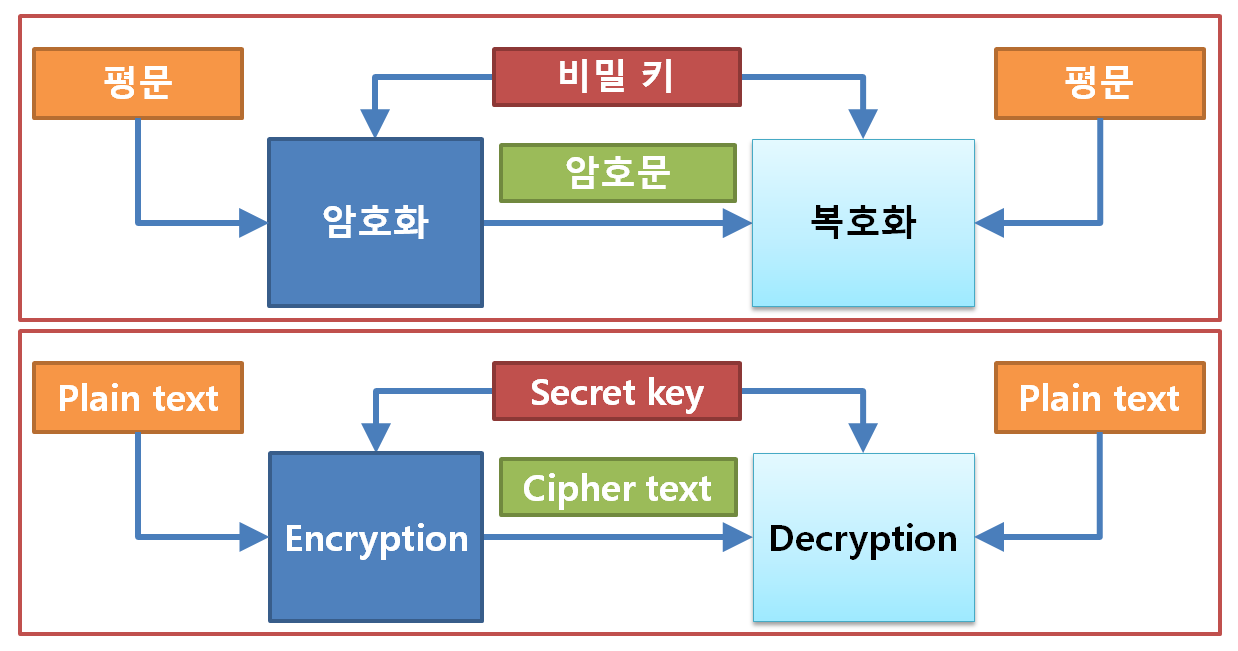 평문
비밀 키
평문
암호문
암호화
복호화
Plain text
Secret key
Plain text
Cipher text
Encryption
Decryption